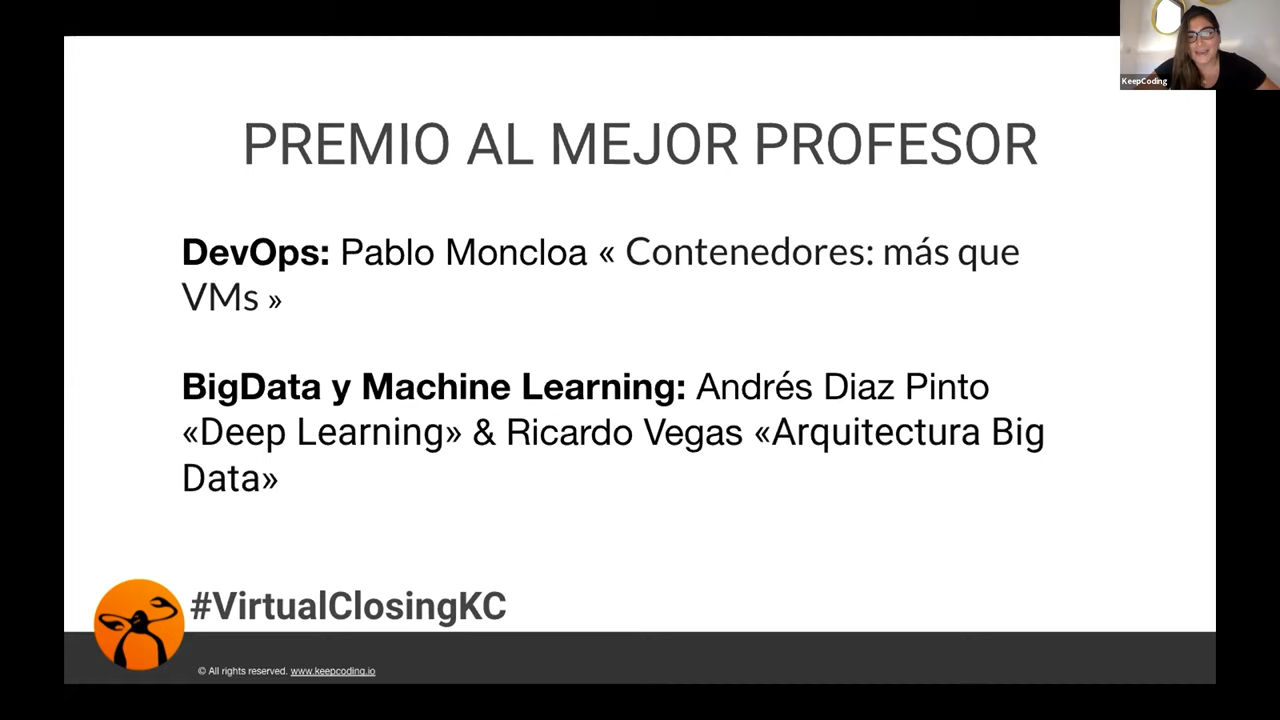 KeepCoding
PREMIO AL MEJOR PROFESOR
DevOps: Pablo Moncloa « Contenedores: más que
VMs »
BigData y Machine Learning: Andrés Diaz Pinto
«Deep Learning» & Ricardo Vegas «Arquitectura Big
Data»
#VirtualClosingKC
© All rights reserved. www.keepcoding.io